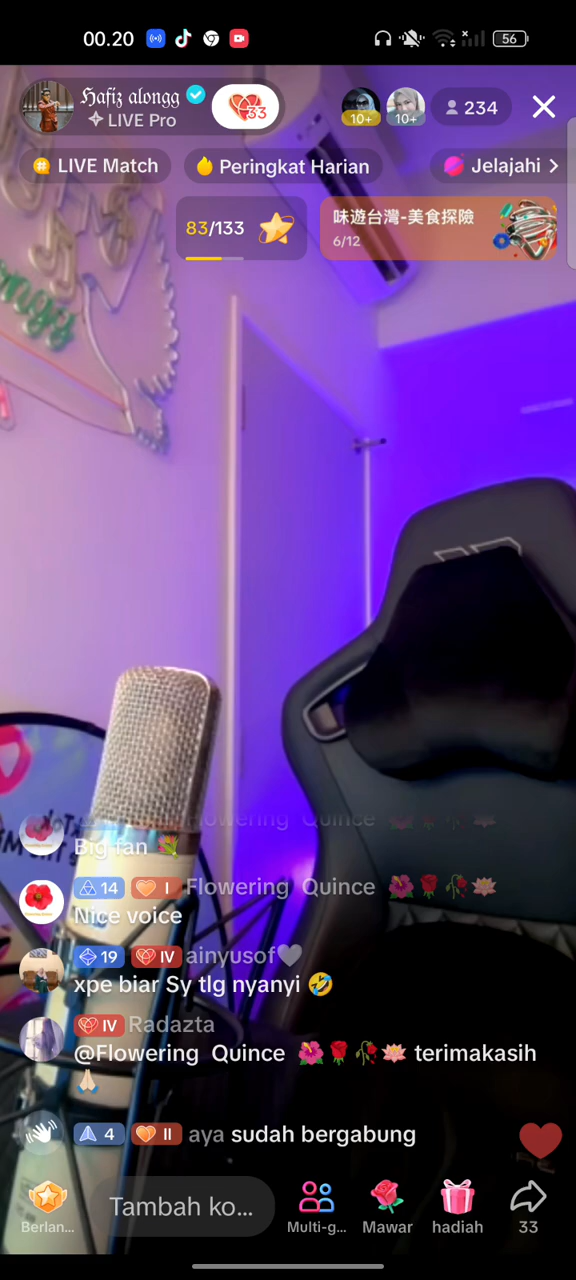 00.20
56
Hafiz alongg
LIVE Pro
33
10+
10+
234
LIVE Match
Peringkat Harian
Jelajahi
83/133
味遊台灣-美食探險
6/12
Flowering Quince
Big fan
14
I
Flowering Quince
Nice voice
19
IV
ainyusof
xpe biar Sy tlg nyanyi 🤣
IV
Radazta
@Flowering Quince 🌺🌹🥀🪷 terimakasih
🙏🏻
4
II
aya sudah bergabung
Berlan...
Tambah ko...
Multi-g...
Mawar
hadiah
33